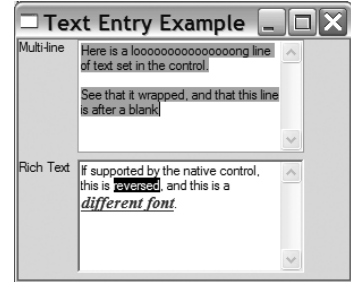 Text Entry Example
Multi-line
Here is a looooooooooooooong line
of text set in the control.
See that it wrapped, and that this line
is after a blank
Rich Text
If supported by the native control,
this is reversed, and this is a
different font.